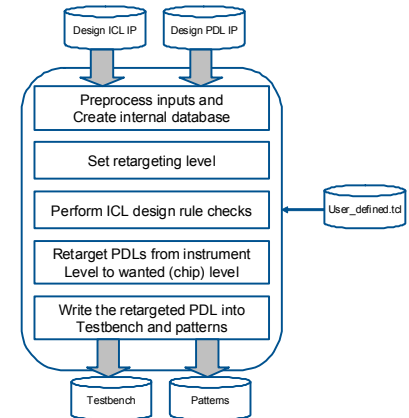 Design ICL IP
Design PDL IP
Preprocess inputs and
Create internal database
Set retargeting level
Perform ICL design rule checks
User_defined.tcl
Retarget PDLs from instrument
Level to wanted (chip) level
Write the retargeted PDL into
Testbench and patterns
Testbench
Patterns